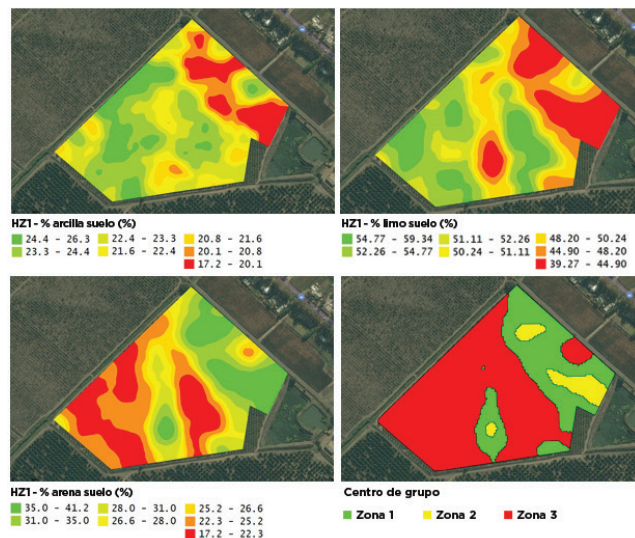 HZ1 - % arcilla suelo (%)
24.4 - 26.3 22.4 - 23.3 20.8 - 21.6
23.3 - 24.4 21.6 - 22.4 20.1 - 20.8
17.2 - 20.1
HZ1 - % limo suelo (%)
54.77 - 59.34 51.11 - 52.26 48.20 - 50.24
52.26 - 54.77 50.24 - 51.11 44.90 - 48.20
39.27 - 44.90
HZ1 - % arena suelo (%)
35.0 - 41.2 28.0 - 31.0 25.2 - 26.6
31.0 - 35.0 26.6 - 28.0 22.3 - 25.2
17.2 - 22.3
Centro de grupo
Zona 1 Zona 2 Zona 3